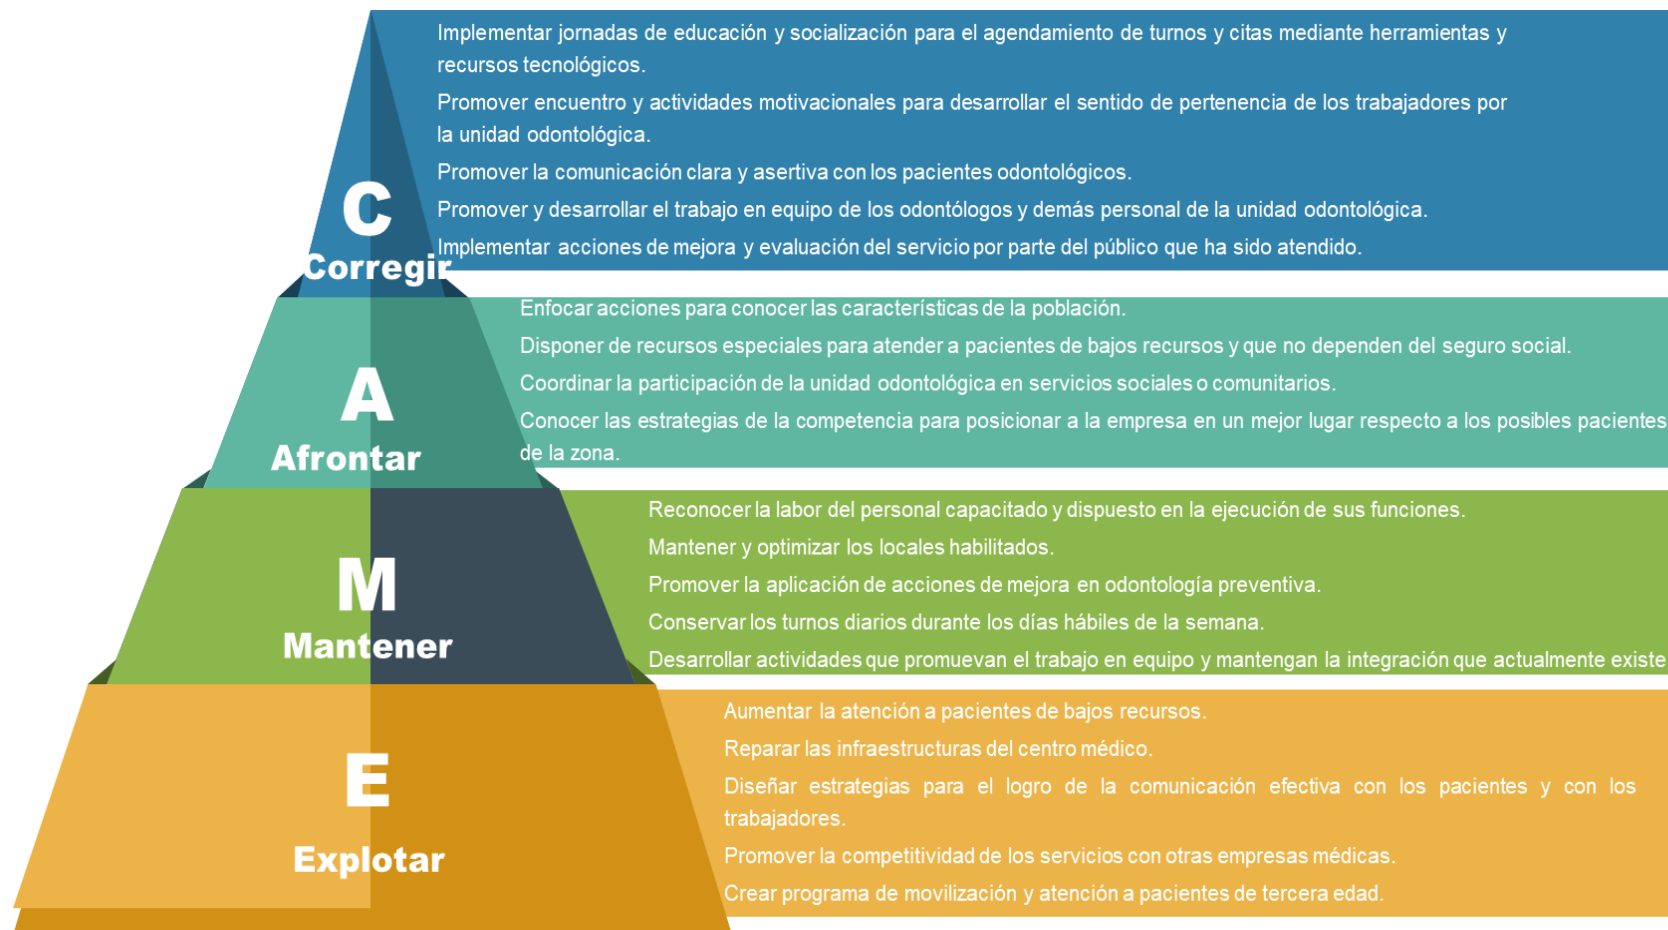 Implementar jornadas de educación y socialización para el agendamiento de turnos y citas mediante herramientas y
recursos tecnológicos.
Promover encuentro y actividades motivacionales para desarrollar el sentido de pertenencia de los trabajadores por
la unidad odontológica.
Promover la comunicación clara y asertiva con los pacientes odontológicos.
Promover y desarrollar el trabajo en equipo de los odontólogos y demás personal de la unidad odontológica.
Implementar acciones de mejora y evaluación del servicio por parte del público que ha sido atendido.
C
Corregir
Enfocar acciones para conocer las características de la población.
Disponer de recursos especiales para atender a pacientes de bajos recursos y que no dependen del seguro social.
Coordinar la participación de la unidad odontológica en servicios sociales o comunitarios.
Conocer las estrategias de la competencia para posicionar a la empresa en un mejor lugar respecto a los posibles pacientes
de la zona.
A
Afrontar
Reconocer la labor del personal capacitado y dispuesto en la ejecución de sus funciones.
Mantener y optimizar los locales habilitados.
Promover la aplicación de acciones de mejora en odontología preventiva.
Conservar los turnos diarios durante los días hábiles de la semana.
Desarrollar actividades que promuevan el trabajo en equipo y mantengan la integración que actualmente existe
M
Mantener
Aumentar la atención a pacientes de bajos recursos.
Reparar las infraestructuras del centro médico.
Diseñar estrategias para el logro de la comunicación efectiva con los pacientes y con los
trabajadores.
Promover la competitividad de los servicios con otras empresas médicas.
Crear programa de movilización y atención a pacientes de tercera edad.
E
Explotar